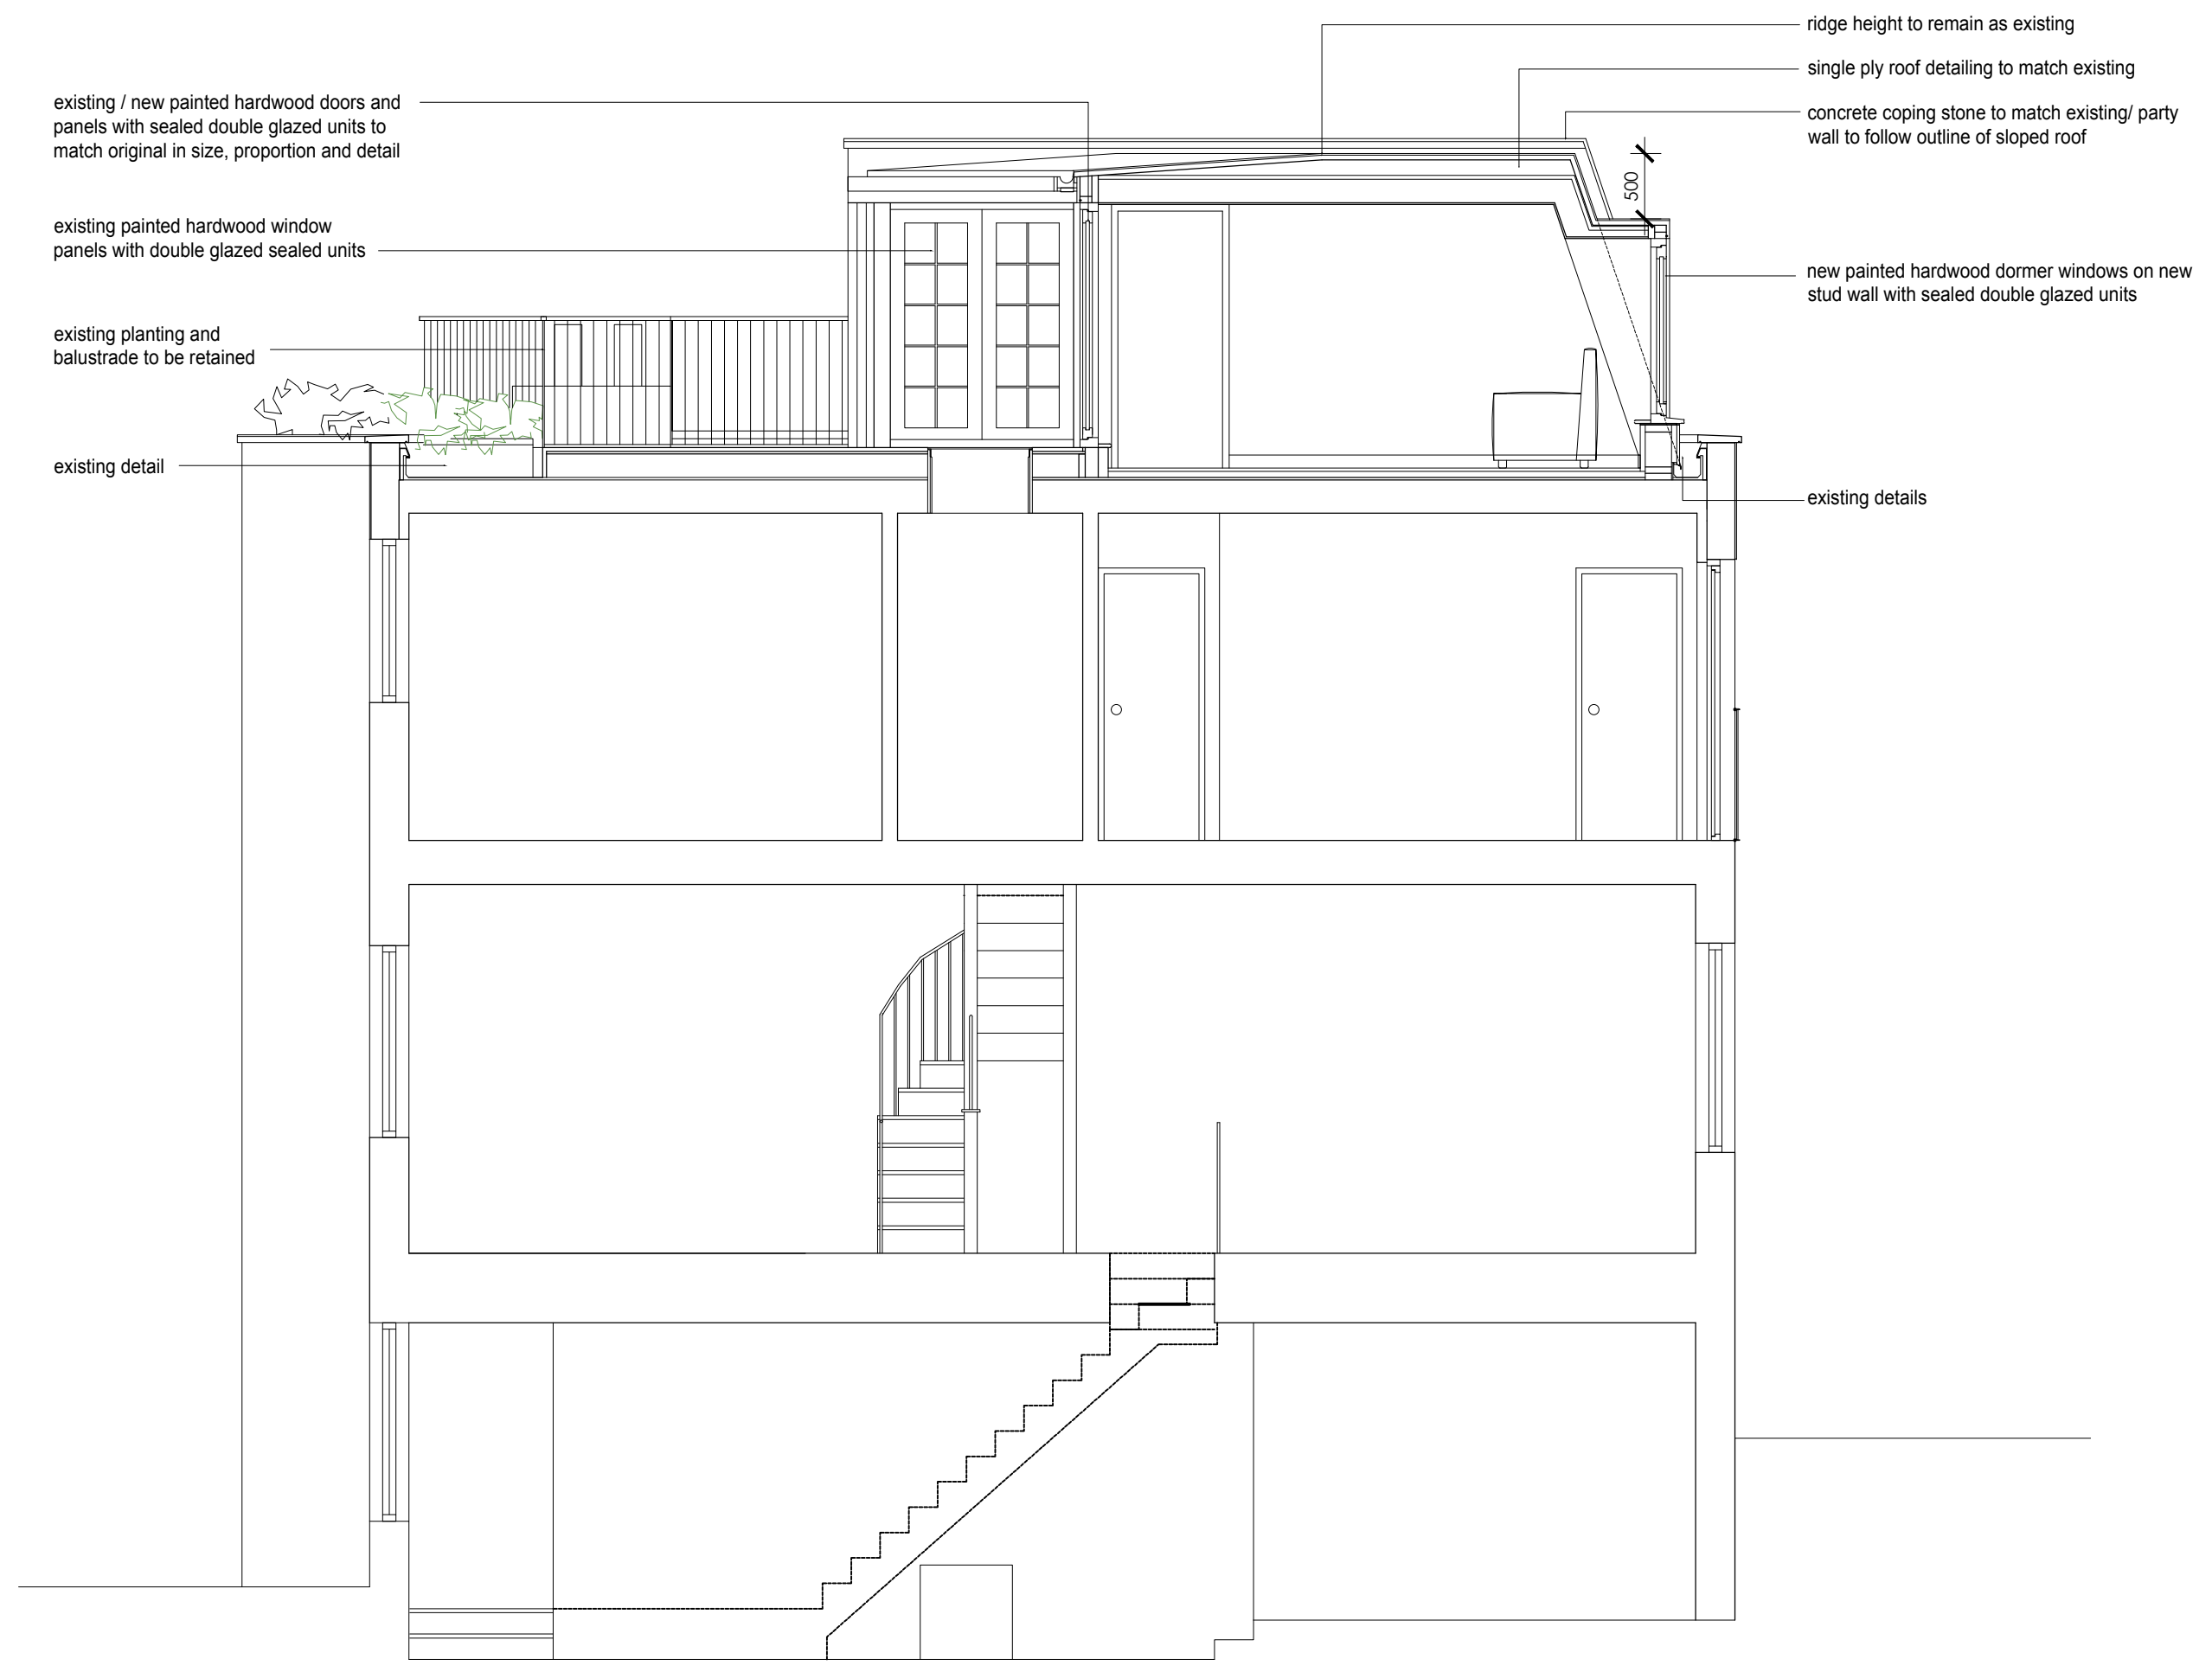 ridge height to remain as existing
single ply roof detailing to match existing
existing / new painted hardwood doors and
panels with sealed double glazed units to
match original in size, proportion and detail
concrete coping stone to match existing/ party
wall to follow outline of sloped roof
500
existing painted hardwood window
panels with double glazed sealed units
new painted hardwood dormer windows on new
stud wall with sealed double glazed units
existing planting and
balustrade to be retained
existing detail
existing details